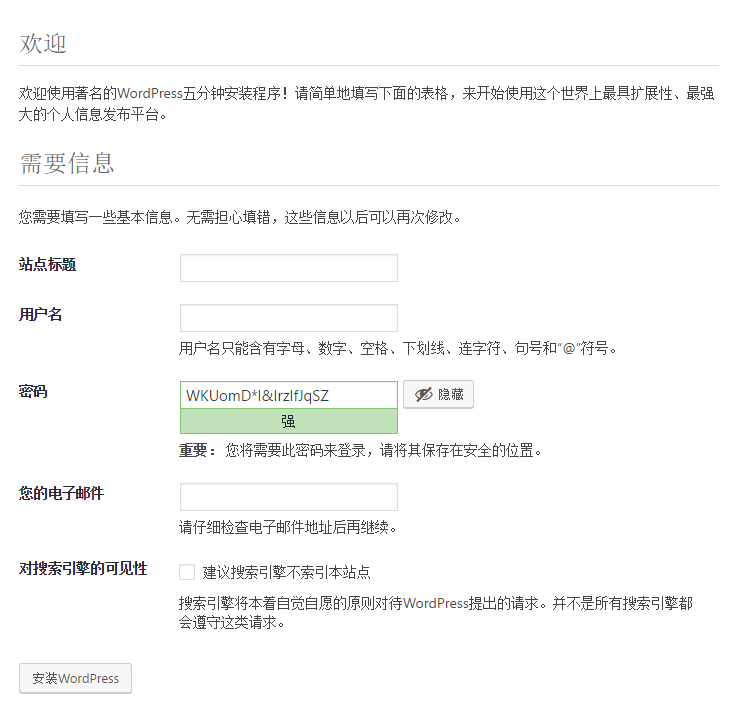 欢迎
欢迎使用著名的WordPress五分钟安装程序！请简单地填写下面的表格，来开始使用这个世界上最具扩展性、最强
大的个人信息发布平台。
需要信息
您需要填写一些基本信息。无需担心填错，这些信息以后可以再次修改。
站点标题
用户名
用户名只能含有字母、数字、空格、下划线、连字符、句号和“@”符号。
密码
WKUomD*l&lrzIfJqSZ
隐藏
强
重要： 您将需要此密码来登录，请将其保存在安全的位置。
您的电子邮件
请仔细检查电子邮件地址后再继续。
对搜索引擎的可见性
建议搜索引擎不索引本站点
搜索引擎将本着自觉自愿的原则对待WordPress提出的请求。并不是所有搜索引擎都
会遵守这类请求。
安装WordPress